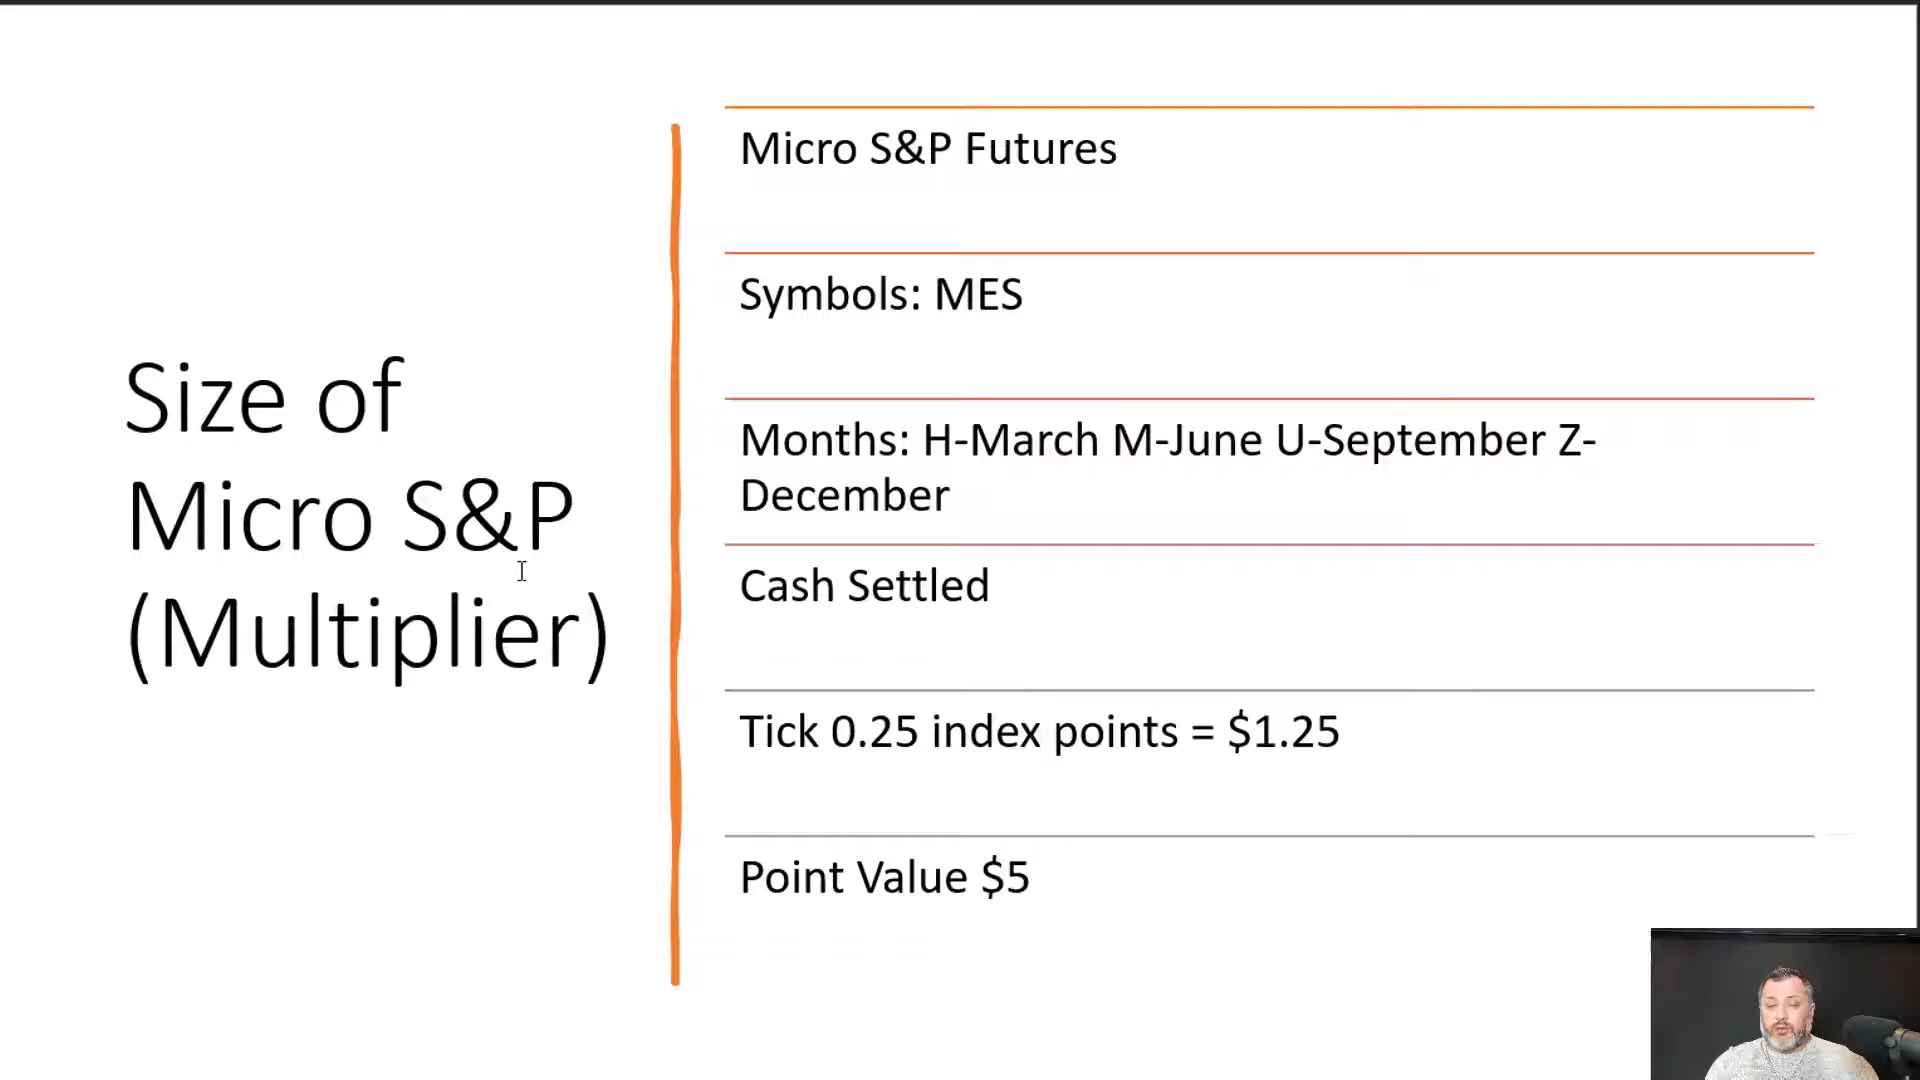 Size of
Micro S&P
(Multiplier)
Micro S&P Futures
Symbols: MES
Months: H-March M-June U-September Z-
December
Cash Settled
Tick 0.25 index points = $1.25
Point Value $5